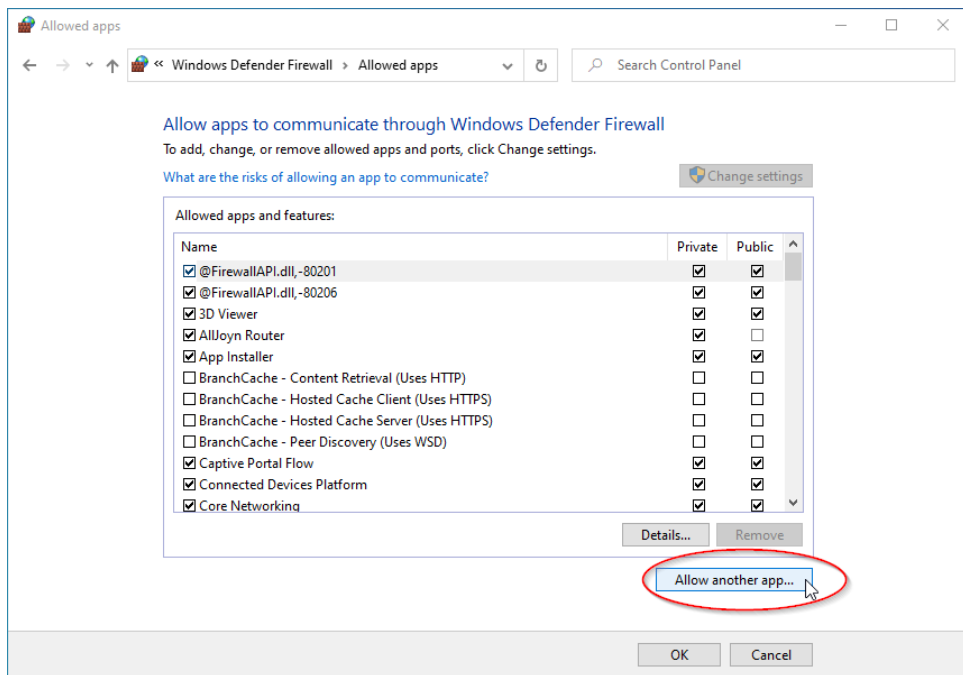 Allowed apps
« Windows Defender Firewall › Allowed apps
Search Control Panel
Allow apps to communicate through Windows Defender Firewall
To add, change, or remove allowed apps and ports, click Change settings.
What are the risks of allowing an app to communicate?
Change settings
Allowed apps and features:
Name Private Public
@FirewallAPI.dll,-80201
@FirewallAPI.dll,-80206
3D Viewer
AllJoyn Router
App Installer
BranchCache - Content Retrieval (Uses HTTP)
BranchCache - Hosted Cache Client (Uses HTTPS)
BranchCache - Hosted Cache Server (Uses HTTPS)
BranchCache - Peer Discovery (Uses WSD)
Captive Portal Flow
Connected Devices Platform
Core Networking
Details... Remove
Allow another app...
OK Cancel